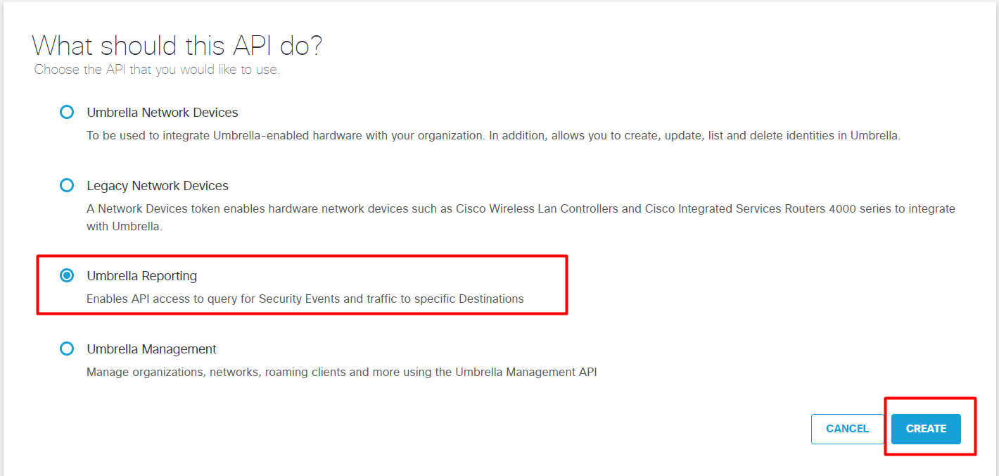 What should this API do?
Choose the API that you would like to use.
Umbrella Network Devices
To be used to integrate Umbrella-enabled hardware with your organization. In addition, allows you to create, update, list and delete identities in Umbrella.
Legacy Network Devices
A Network Devices token enables hardware network devices such as Cisco Wireless Lan Controllers and Cisco Integrated Services Routers 4000 series to integrate
with Umbrella.
Umbrella Reporting
Enables API access to query for Security Events and traffic to specific Destinations
Umbrella Management
Manage organizations, networks, roaming clients and more using the Umbrella Management API
CANCEL CREATE